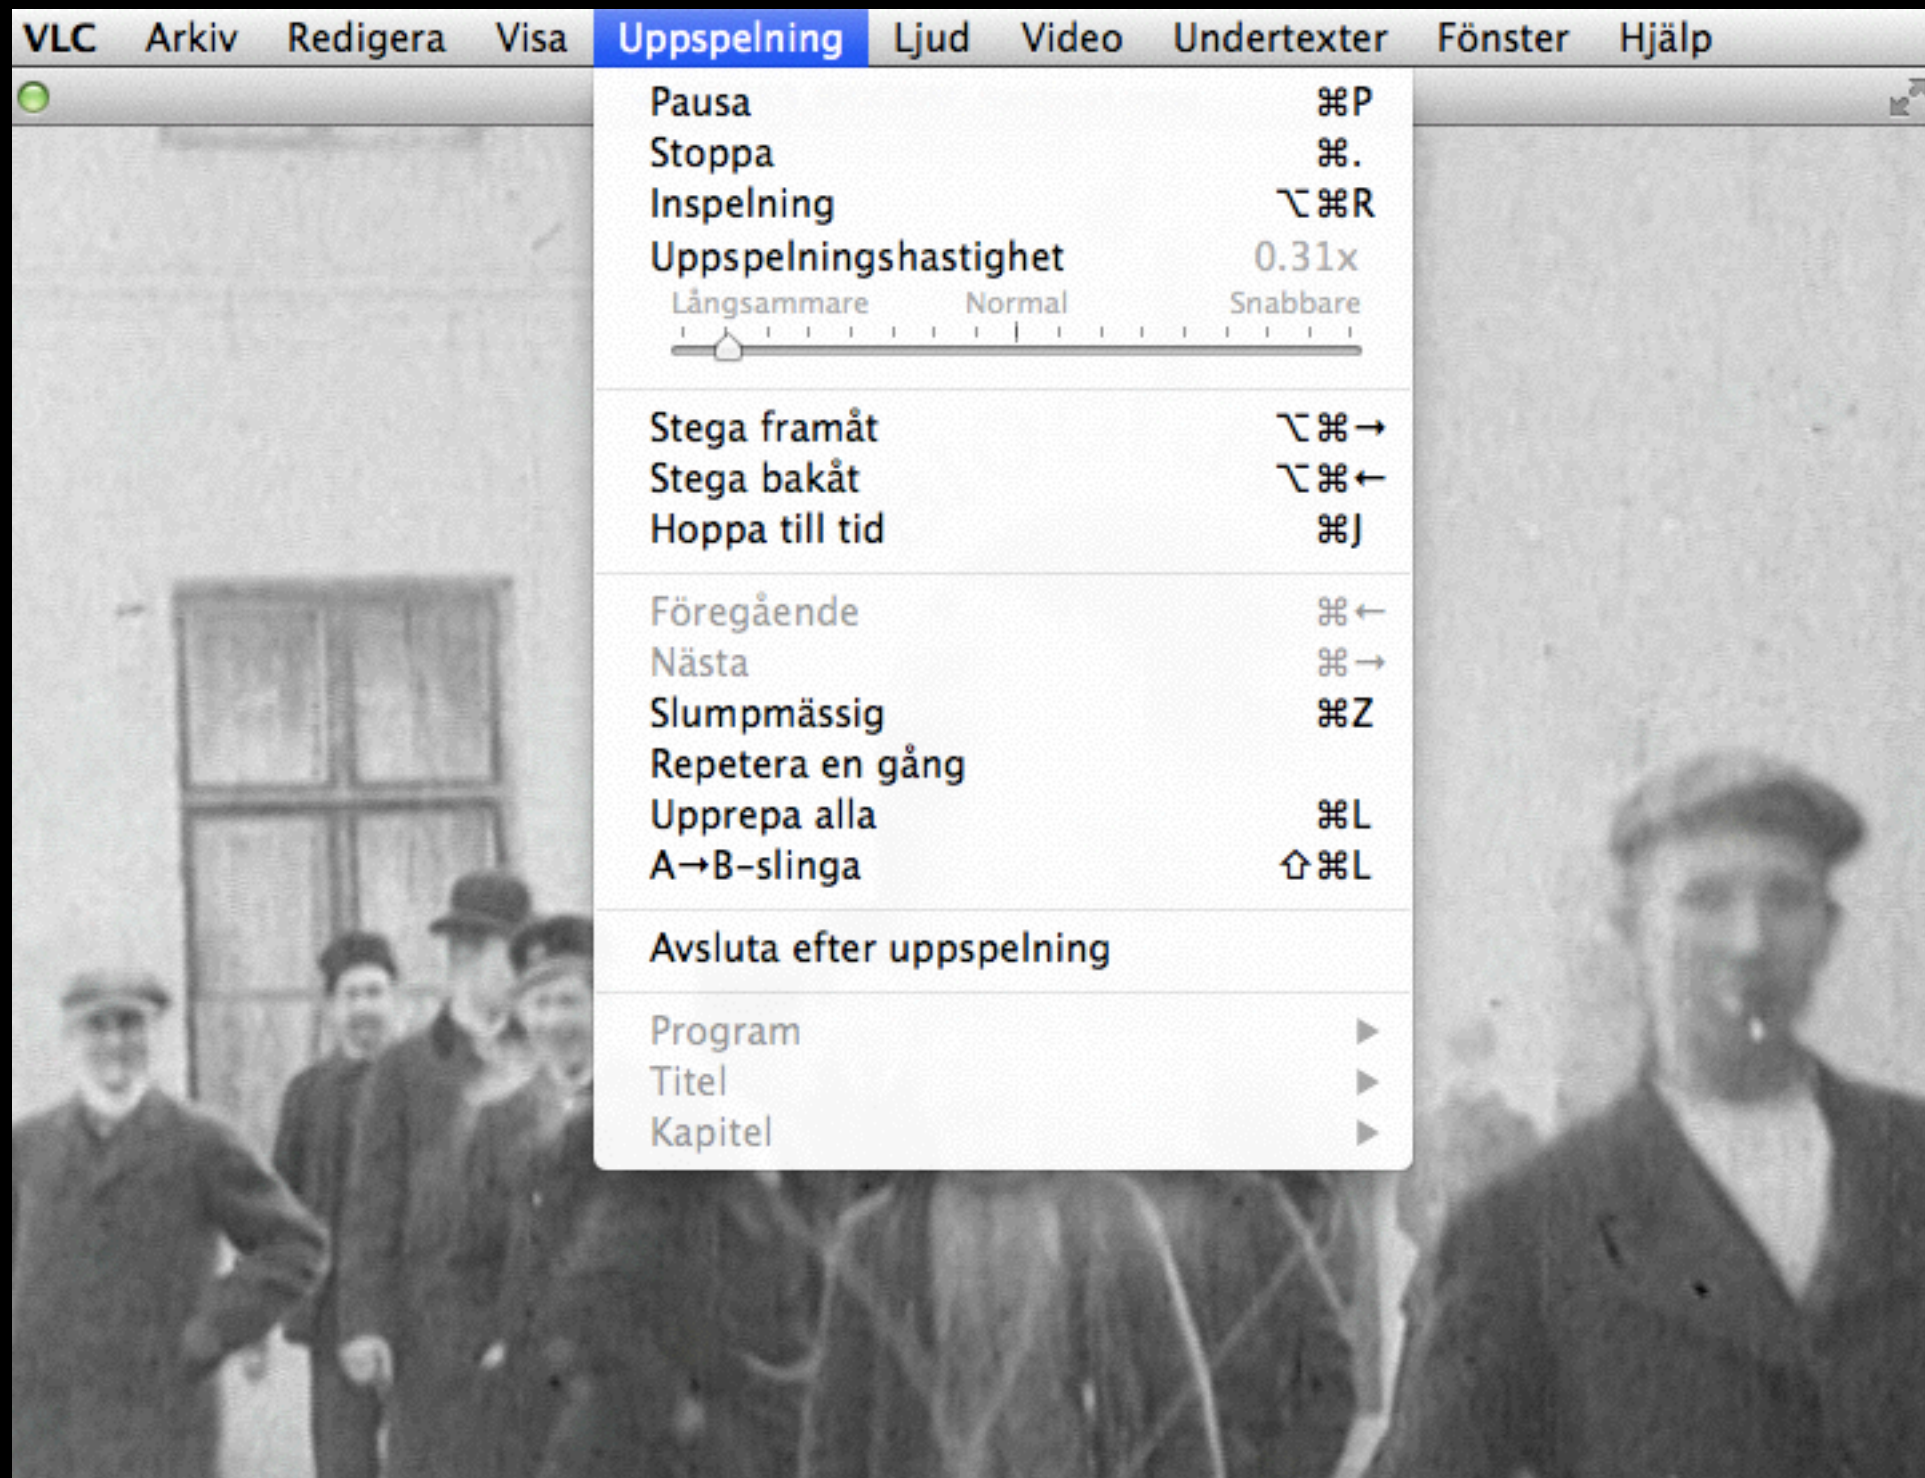 VLC Arkiv Redigera Visa Uppspelning Ljud Video Undertexter Fönster Hjälp
Pausa ⌘P
Stoppa ⌘.
Inspelning ⌥⌘R
Uppspelningshastighet 0.31x
Långsammare Normal Snabbare
Stega framåt ⌥⌘→
Stega bakåt ⌥⌘←
Hoppa till tid ⌘J
Föregående ⌘←
Nästa ⌘→
Slumpmässig ⌘Z
Repetera en gång
Upprepa alla ⌘L
A→B-slinga ⇧⌘L
Avsluta efter uppspelning
Program ▶
Titel ▶
Kapitel ▶